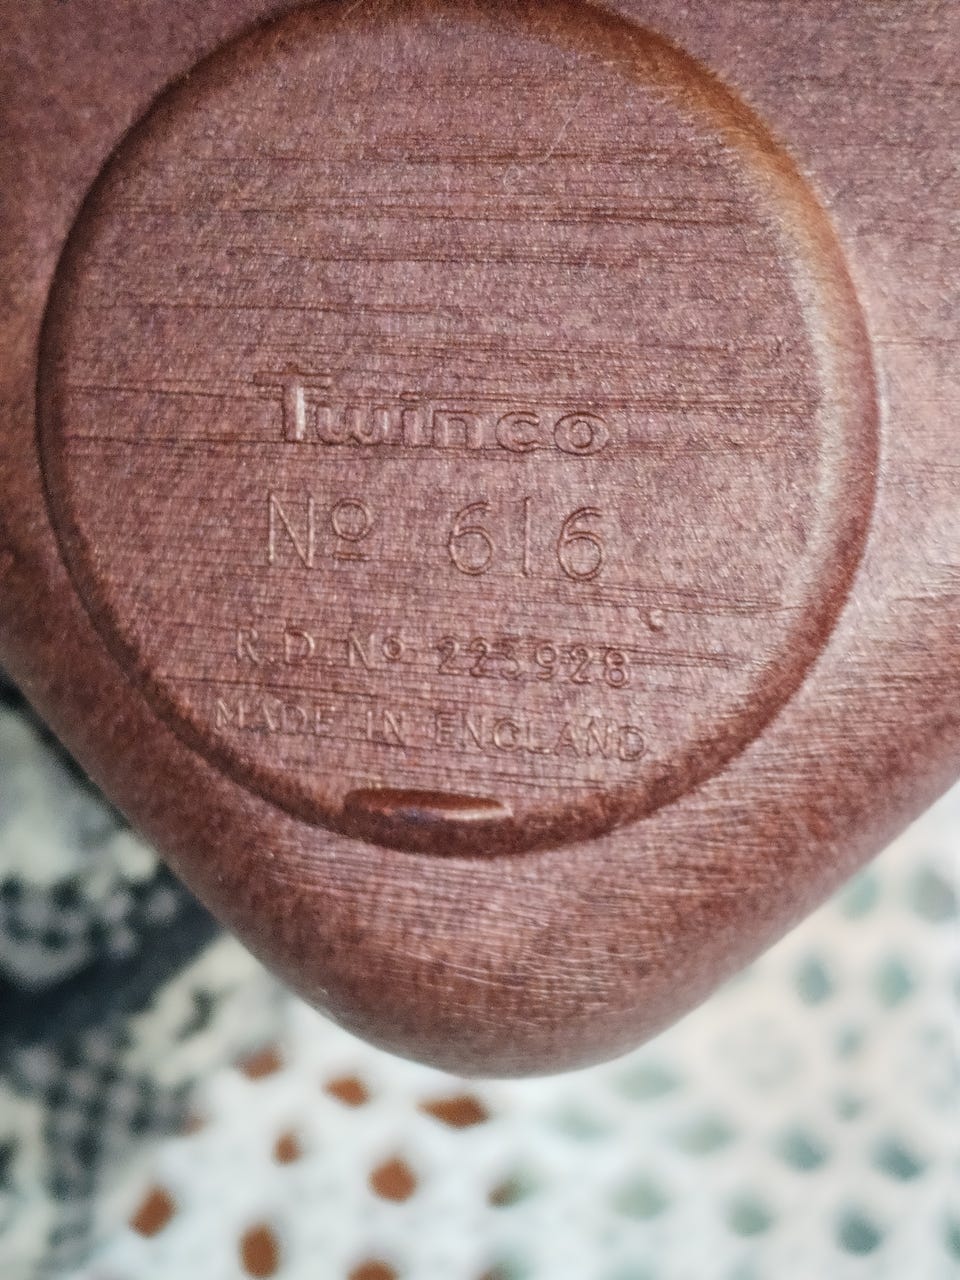 Twinco
Nº 616
R.D. Nº 225928
MADE IN ENGLAND